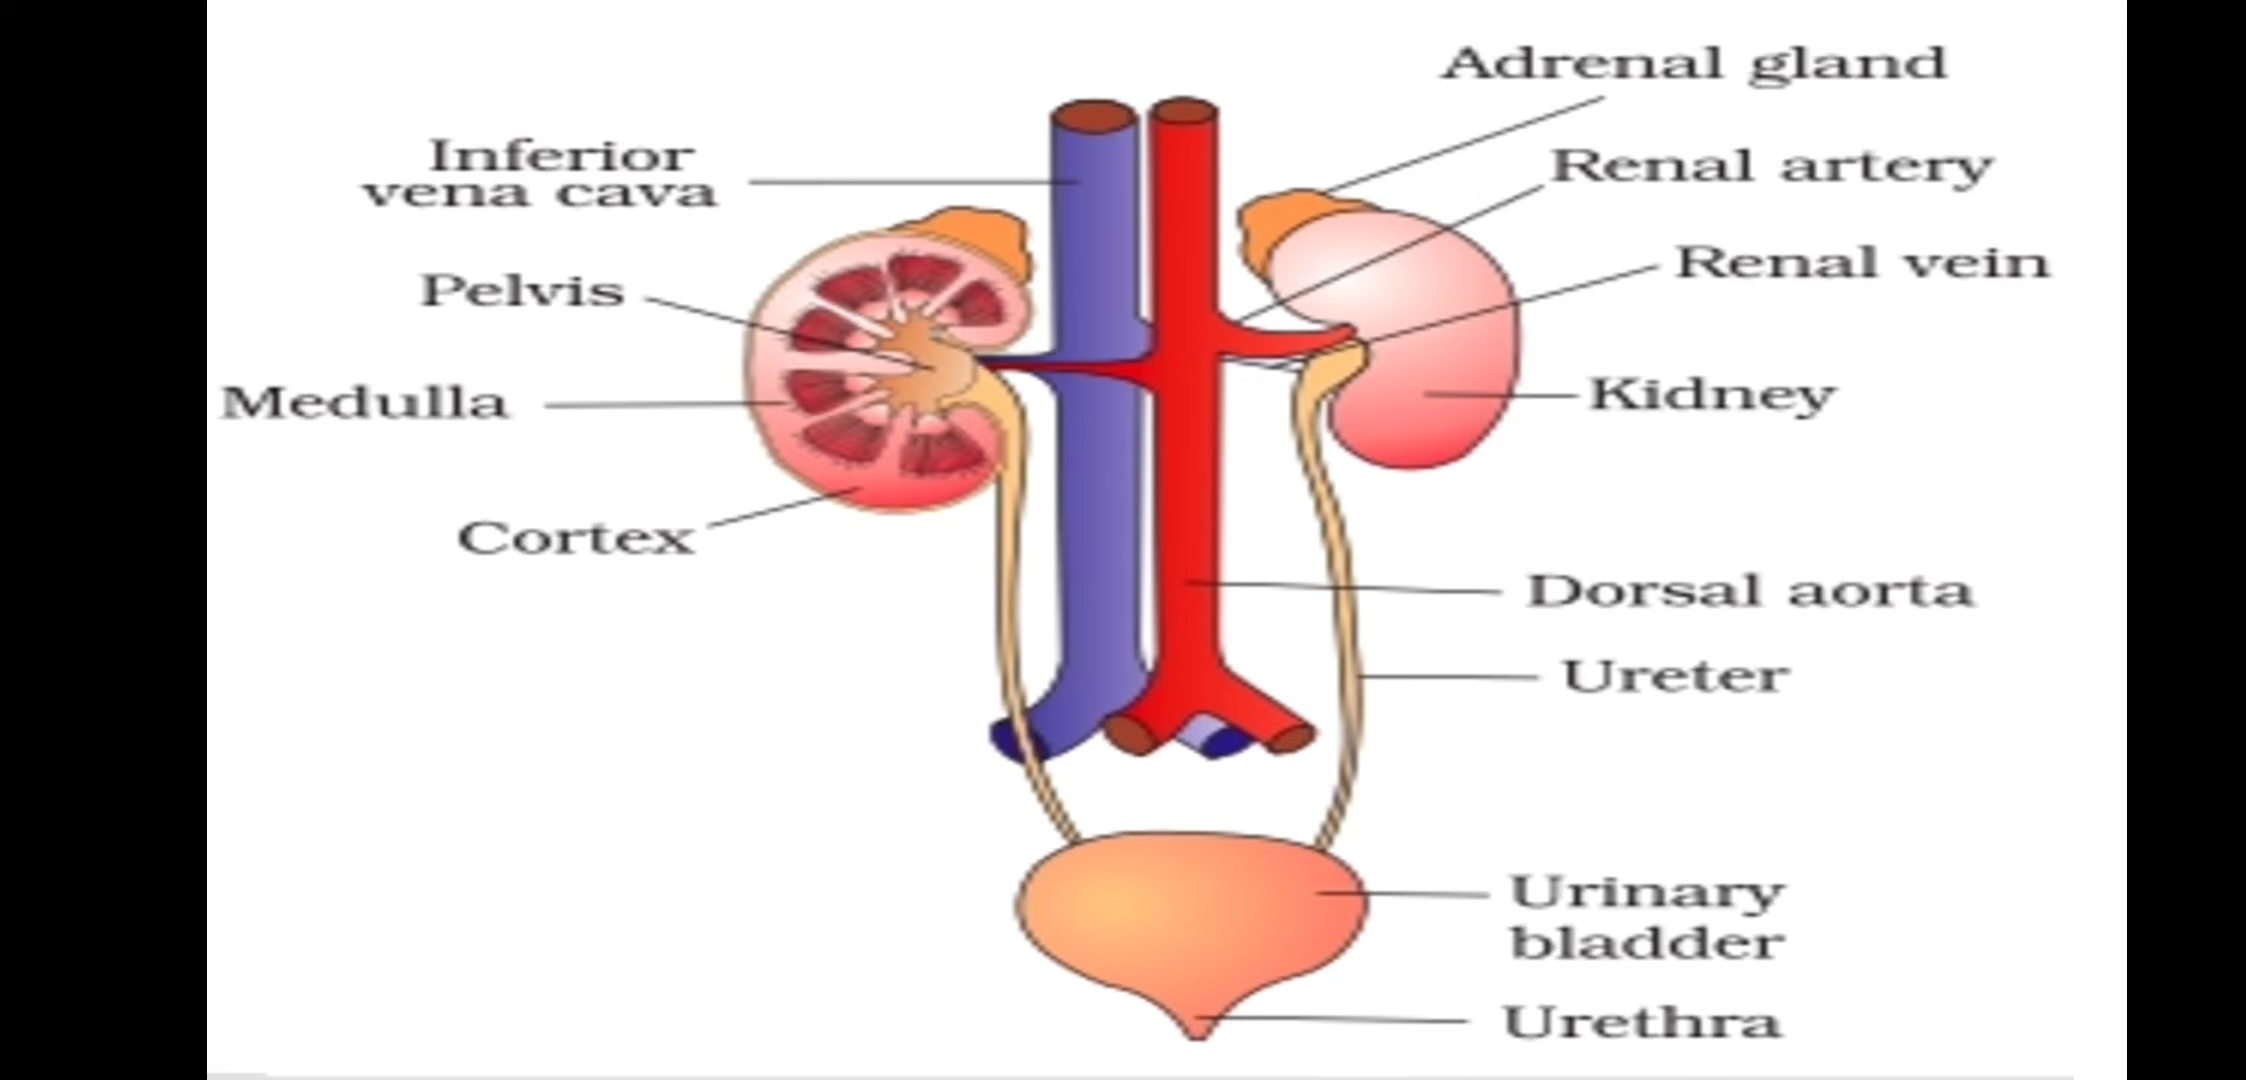 Adrenal gland
Inferior
vena cava
Renal artery
Renal vein
Pelvis
Medulla
Kidney
Cortex
Dorsal aorta
Ureter
Urinary
bladder
Urethra